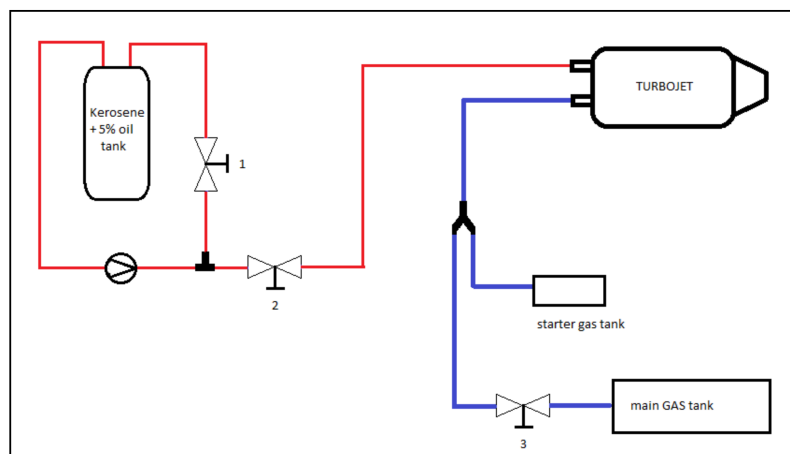 Kerosene
+ 5% oil
tank
1
2
TURBOJET
starter gas tank
main GAS tank
3